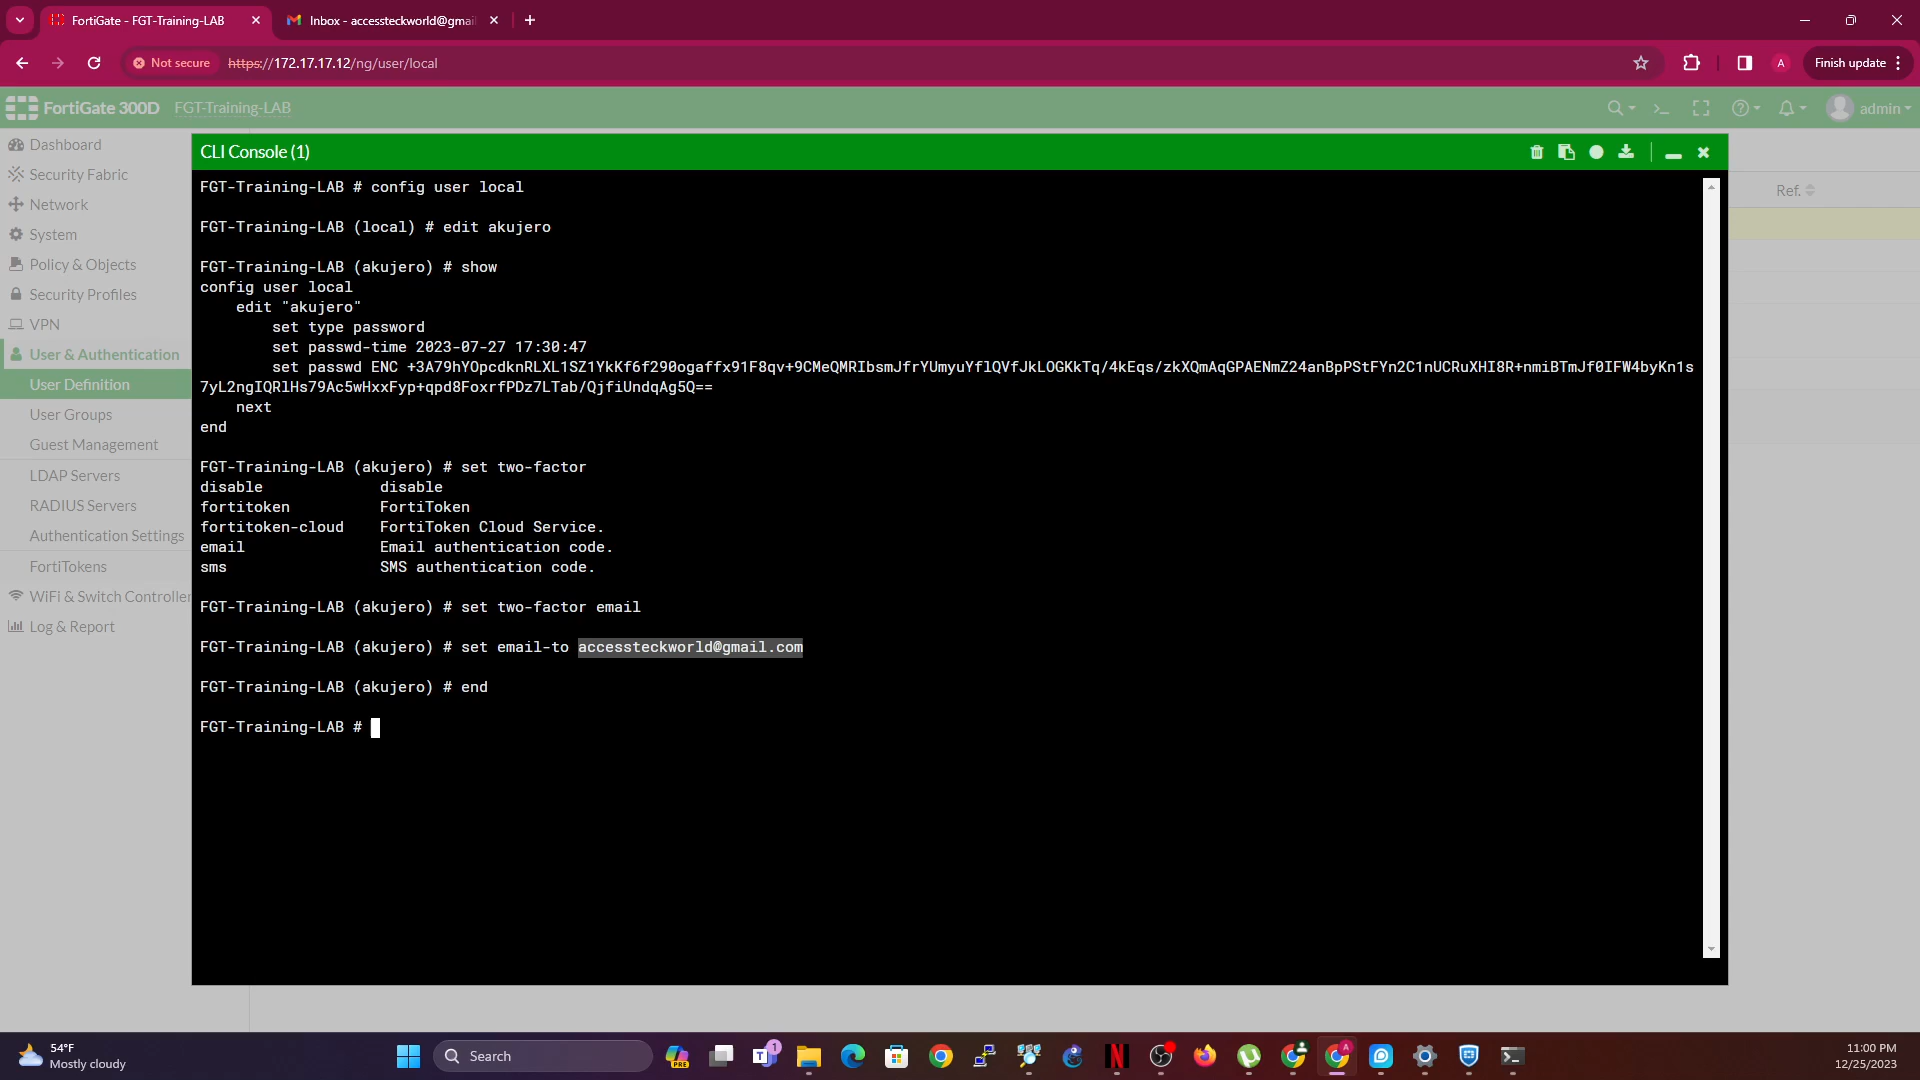 FortiGate - FGT-Training-LAB
Inbox - accessteckworld@gmai
Not secure
https://172.17.17.12/ng/user/local
A
Finish update
FortiGate 300D
FGT-Training-LAB
admin
Dashboard
Security Fabric
Network
System
Policy & Objects
Security Profiles
VPN
User & Authentication
User Definition
User Groups
Guest Management
LDAP Servers
RADIUS Servers
Authentication Settings
FortiTokens
WiFi & Switch Controller
Log & Report
Ref.
CLI Console (1)
FGT-Training-LAB # config user local
FGT-Training-LAB (local) # edit akujero
FGT-Training-LAB (akujero) # show
config user local
edit "akujero"
set type password
set passwd-time 2023-07-27 17:30:47
set passwd ENC +3A79hYOpcdknRLXL1SZ1YkKf6f290ogaffx91F8qv+9CMeQMRIbsmJfrYUmyuYflQVfJkLOGKkTq/4kEqs/zkXQmAqGPAENmZ24anBpPStFYn2C1nUCRuXHI8R+nmiBTmJf0IFW4byKn1s
7yL2ngIQRlHs79Ac5wHxxFyp+qpd8FoxrfPDz7LTab/QjfiUndqAg5Q==
next
end
FGT-Training-LAB (akujero) # set two-factor
disable disable
fortitoken FortiToken
fortitoken-cloud FortiToken Cloud Service.
email Email authentication code.
sms SMS authentication code.
FGT-Training-LAB (akujero) # set two-factor email
FGT-Training-LAB (akujero) # set email-to accessteckworld@gmail.com
FGT-Training-LAB (akujero) # end
FGT-Training-LAB #
54°F
Mostly cloudy
Search
PRE
1
11:00 PM
12/25/2023